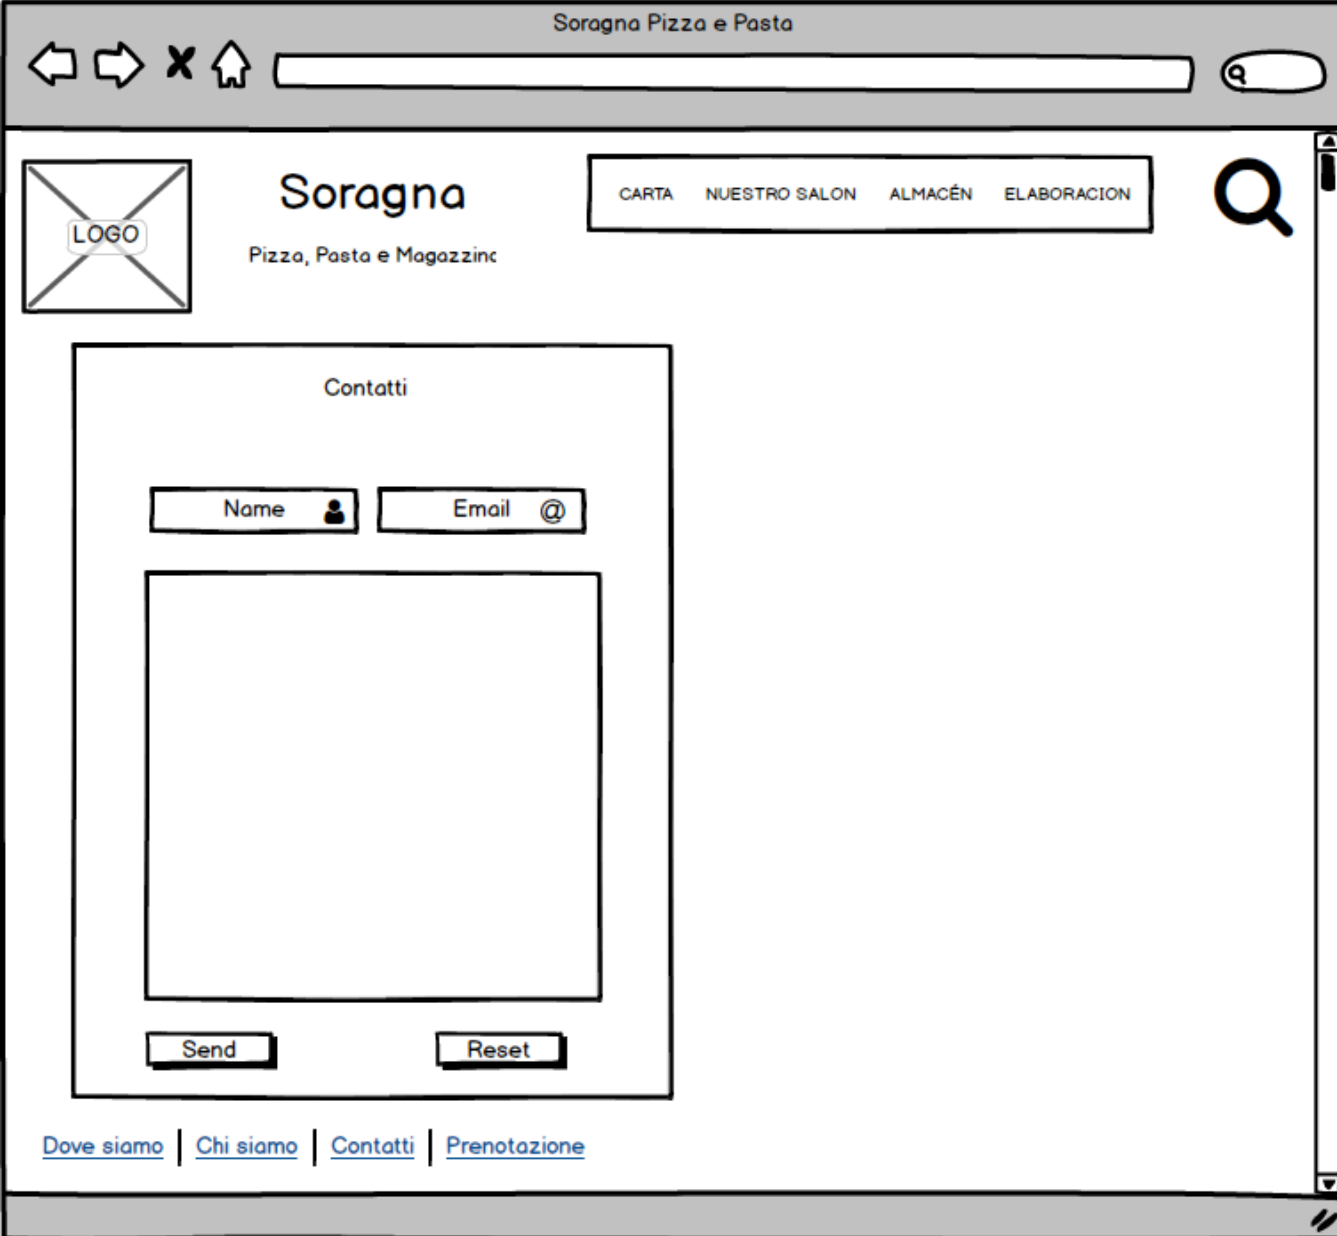 Soragna Pizza e Pasta
LOGO
Soragna
Pizza, Pasta e Magazzino
CARTA NUESTRO SALON ALMACÉN ELABORACION
Contatti
Name Email @
Send Reset
Dove siamo Chi siamo Contatti Prenotazione